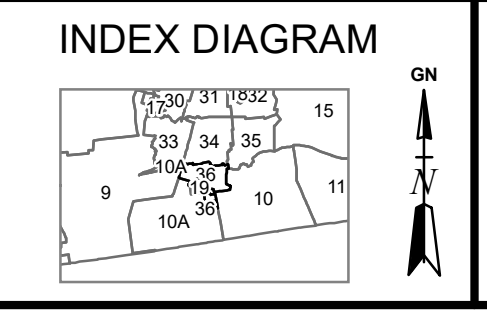 INDEX DIAGRAM
GN
17 30 31 18 32
15
33 34 35
10A 36
9 19 10 11
36
10A
N